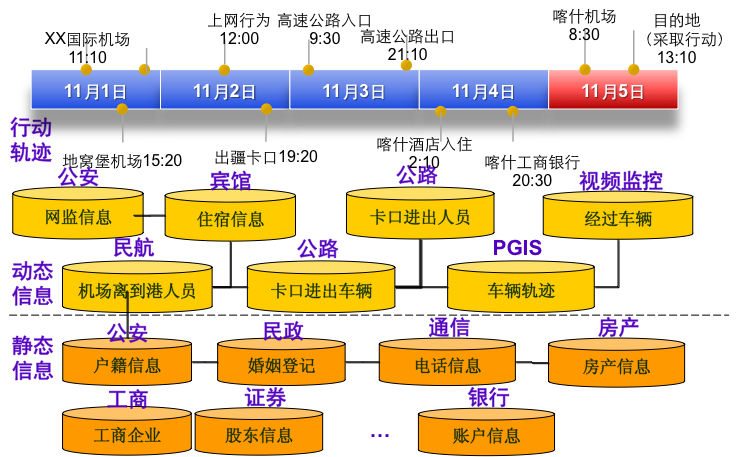 XX国际机场
11:10
上网行为
12:00
高速公路入口
9:30
高速公路出口
21:10
喀什机场
8:30
目的地
（采取行动）
13:10
11月1日
11月2日
11月3日
11月4日
11月5日
行动
轨迹
地窝堡机场15:20
出疆卡口19:20
喀什酒店入住
2:10
喀什工商银行
20:30
公安
宾馆
公路
视频监控
网监信息
住宿信息
卡口进出人员
经过车辆
民航
公路
PGIS
动态
信息
机场离到港人员
卡口进出车辆
车辆轨迹
公安
民政
通信
房产
静态
信息
户籍信息
婚姻登记
电话信息
房产信息
工商
证券
银行
工商企业
股东信息
…
账户信息